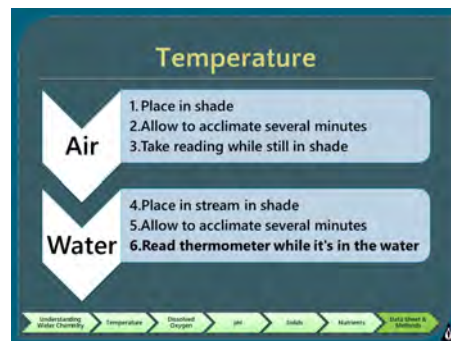 Temperature
Air
1. Place in shade
2.Allow to acclimate several minutes
3.Take reading while still in shade
Water
4.Place in stream in shade
5.Allow to acclimate several minutes
6.Read thermometer while it's in the water
Understanding
Water Chemistry
Temperature
Dissolved
Oxygen
pH
Solids
Nutrients
Data Sheet &
Methods